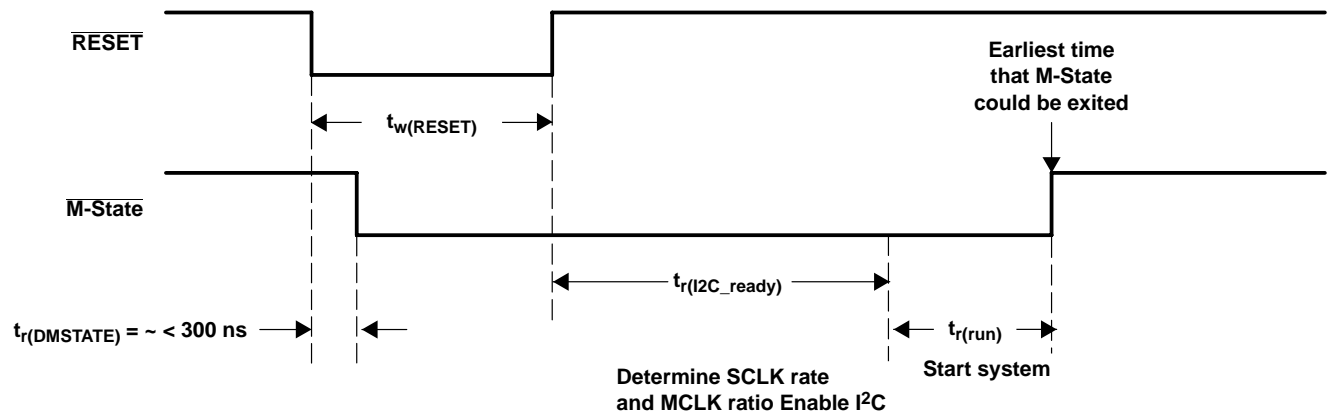 RESET
Earliest time
that M-State
could be exited
tw(RESET)
M-State
tr(I2C_ready)
tr(DMSTATE) = ~ < 300 ns
tr(run)
Start system
Determine SCLK rate
and MCLK ratio Enable I²C